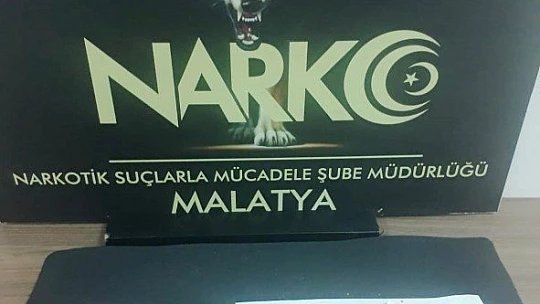 NARKO
NARKOTİK SUÇLARLA MÜCADELE ŞUBE MÜDÜRLÜĞÜ
MALATYA